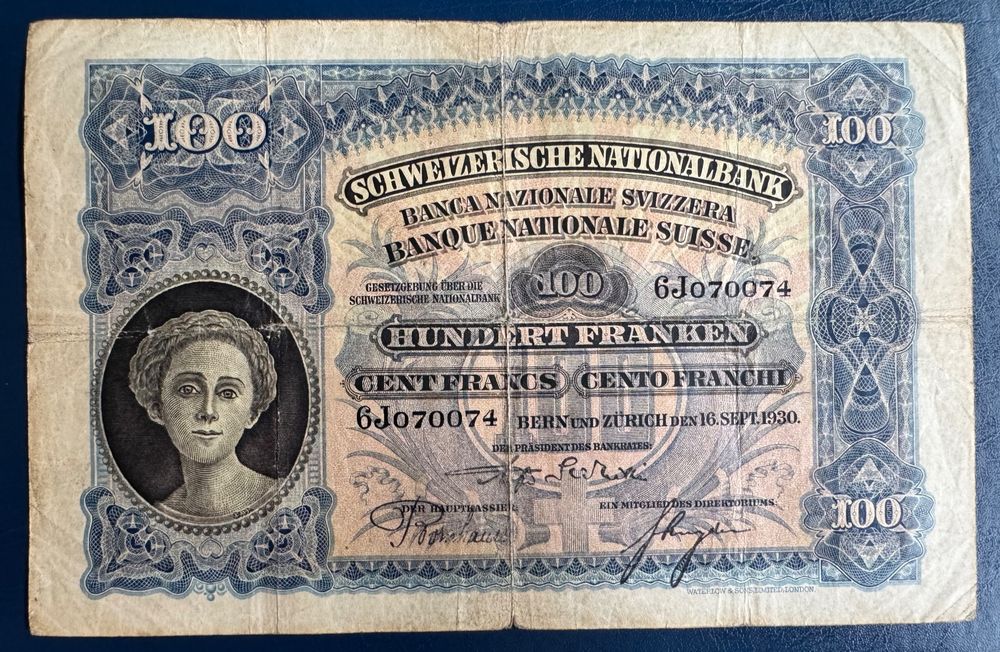 100
100
SCHWEIZERISCHE NATIONALBANK
BANCA NAZIONALE SVIZZERA
BANQUE NATIONALE SUISSE
GESETZGEBUNG ÜBER DIE
SCHWEIZERISCHE NATIONALBANK
100
6J070074
HUNDERT FRANKEN
CENT FRANCS
CENTO FRANCHI
6J070074
BERN UND ZÜRICH DEN 16. SEPT. 1930.
DER PRÄSIDENT DES BANKRATES:
DER HAUPTKASSIER:
EIN MITGLIED DES DIREKTORIUMS
100
WATERLOW & SONS, LIMITED, LONDON.